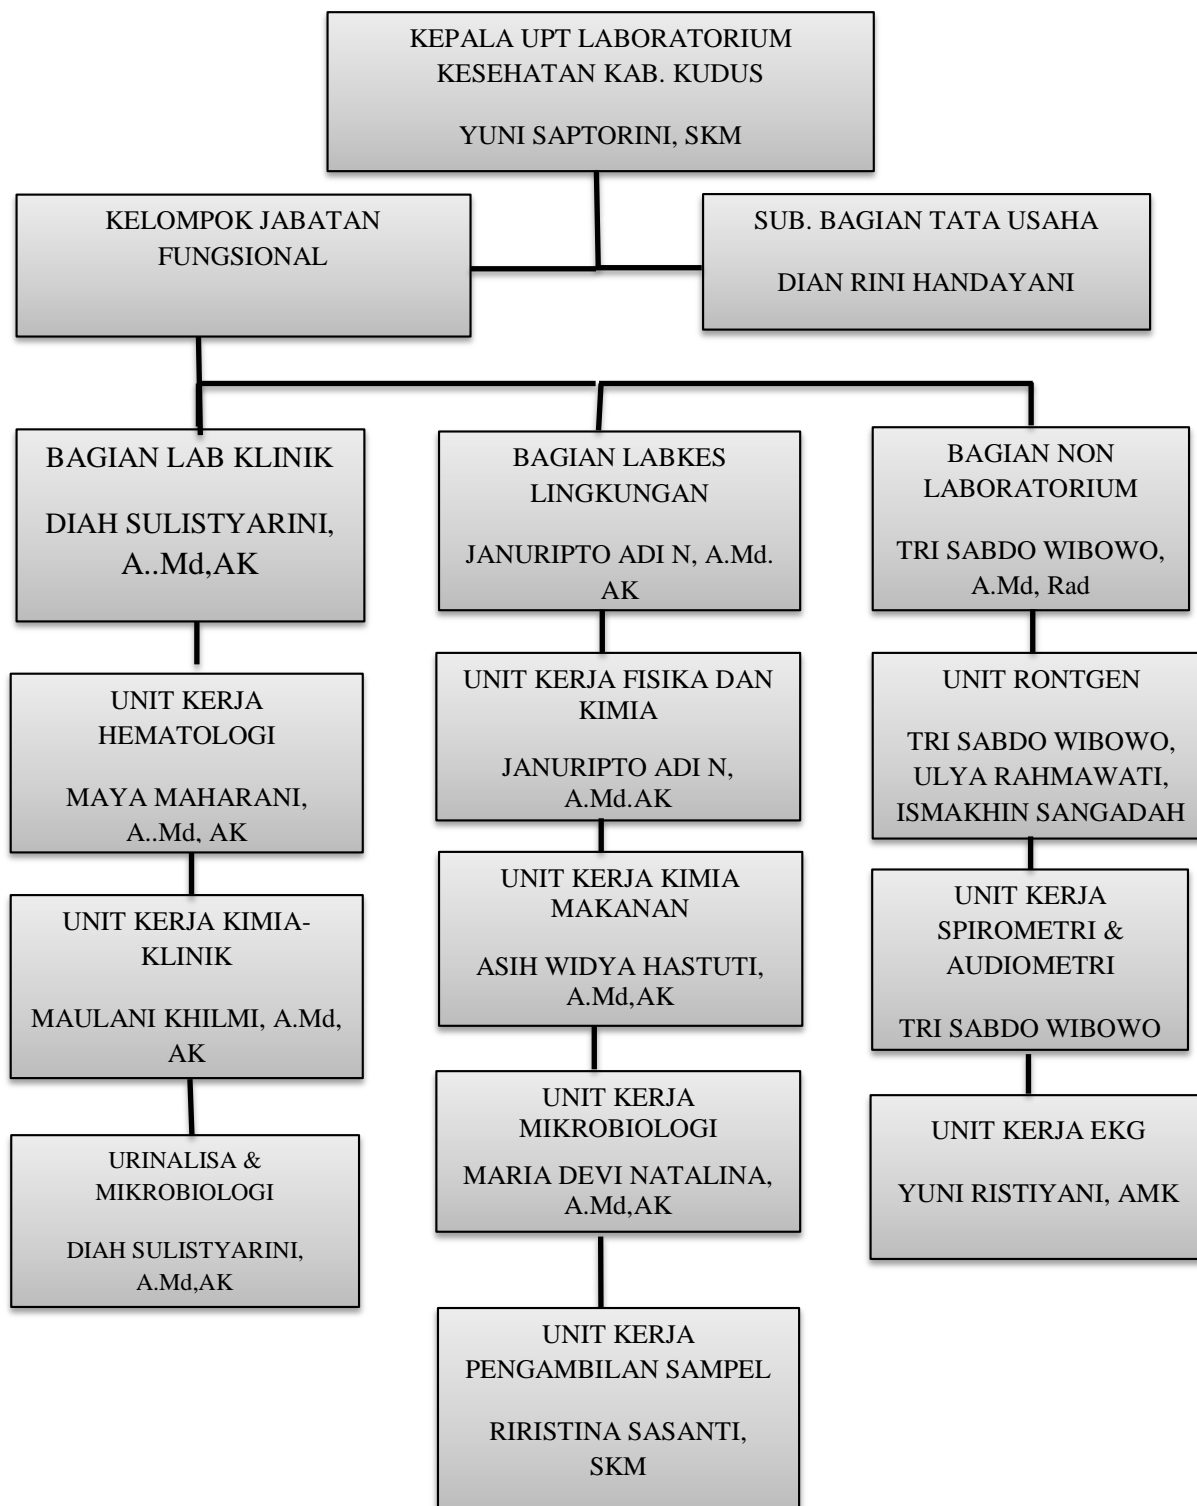 KEPALA UPT LABORATORIUM
KESEHATAN KAB. KUDUS
YUNI SAPTORINI, SKM
KELOMPOK JABATAN
FUNGSIONAL
SUB. BAGIAN TATA USAHA
DIAN RINI HANDAYANI
BAGIAN LAB KLINIK
DIAH SULISTYARINI,
A..Md,AK
BAGIAN LABKES
LINGKUNGAN
JANURIPTO ADI N, A.Md.
AK
BAGIAN NON
LABORATORIUM
TRI SABDO WIBOWO,
A.Md, Rad
UNIT KERJA
HEMATOLOGI
MAYA MAHARANI,
A..Md, AK
UNIT KERJA FISIKA DAN
KIMIA
JANURIPTO ADI N,
A.Md.AK
UNIT RONTGEN
TRI SABDO WIBOWO,
ULYA RAHMAWATI,
ISMAKHIN SANGADAH
UNIT KERJA KIMIA-
KLINIK
MAULANI KHILMI, A.Md,
AK
UNIT KERJA KIMIA
MAKANAN
ASIH WIDYA HASTUTI,
A.Md,AK
UNIT KERJA
SPIROMETRI &
AUDIOMETRI
TRI SABDO WIBOWO
URINALISA &
MIKROBIOLOGI
DIAH SULISTYARINI,
A.Md,AK
UNIT KERJA
MIKROBIOLOGI
MARIA DEVI NATALINA,
A.Md,AK
UNIT KERJA EKG
YUNI RISTIYANI, AMK
UNIT KERJA
PENGAMBILAN SAMPEL
RIRISTINA SASANTI,
SKM